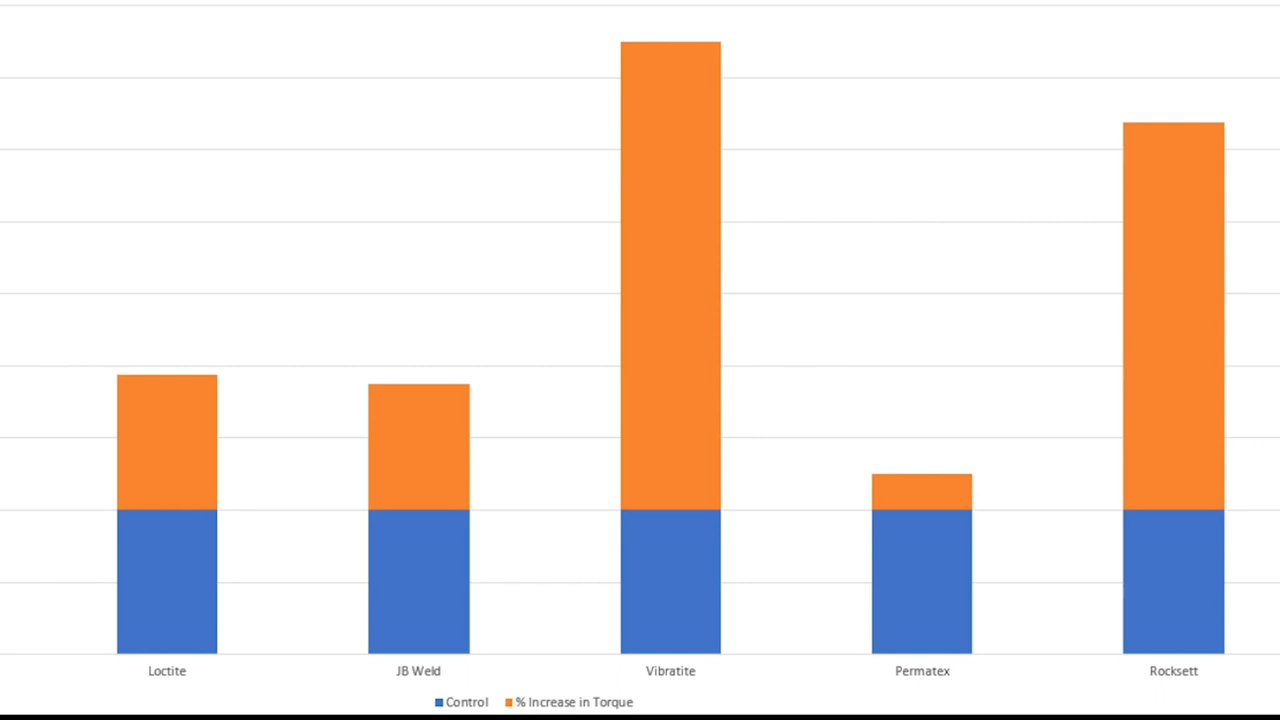 Loctite JB Weld Vibratite Permatex Rocksett
Control % Increase in Torque